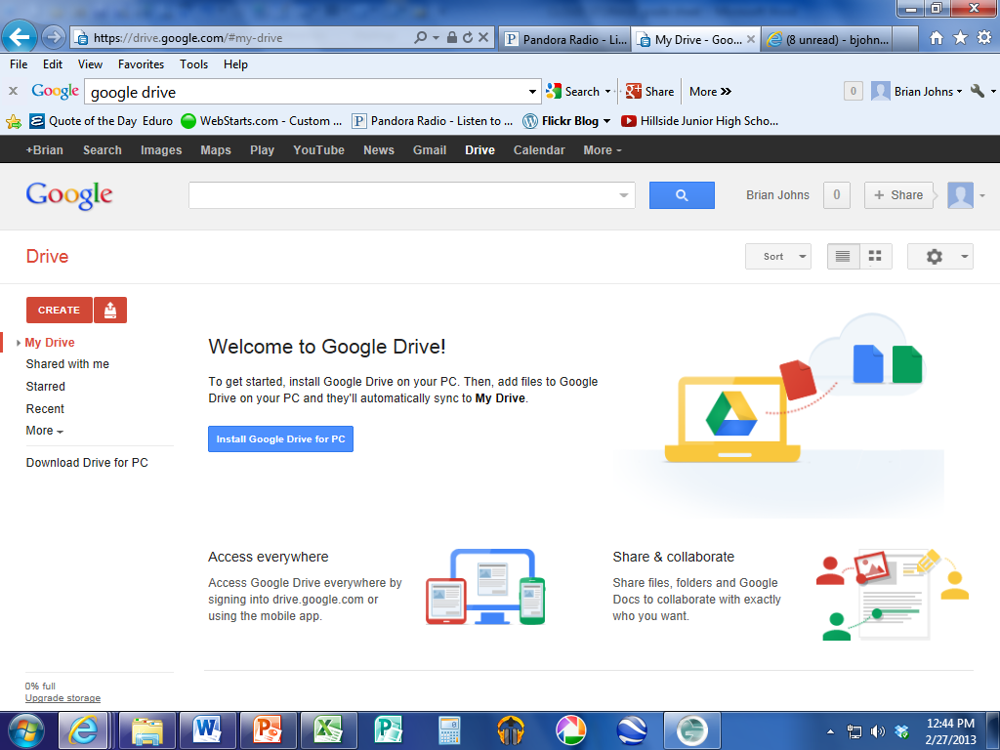 https://drive.google.com/#my-drive
Pandora Radio - Li...
My Drive - Goo...
(8 unread) - bjohn...
File Edit View Favorites Tools Help
Google google drive Search Share More 0 Brian Johns
Quote of the Day Eduro WebStarts.com - Custom ... Pandora Radio - Listen to ... Flickr Blog Hillside Junior High Scho...
+Brian Search Images Maps Play YouTube News Gmail Drive Calendar More
Google Brian Johns 0 + Share
Drive Sort
CREATE
My Drive
Shared with me
Starred
Recent
More
Download Drive for PC
Welcome to Google Drive!
To get started, install Google Drive on your PC. Then, add files to Google
Drive on your PC and they'll automatically sync to My Drive.
Install Google Drive for PC
Access everywhere
Access Google Drive everywhere by
signing into drive.google.com or
using the mobile app.
Share & collaborate
Share files, folders and Google
Docs to collaborate with exactly
who you want.
0% full
Upgrade storage
12:44 PM
2/27/2013